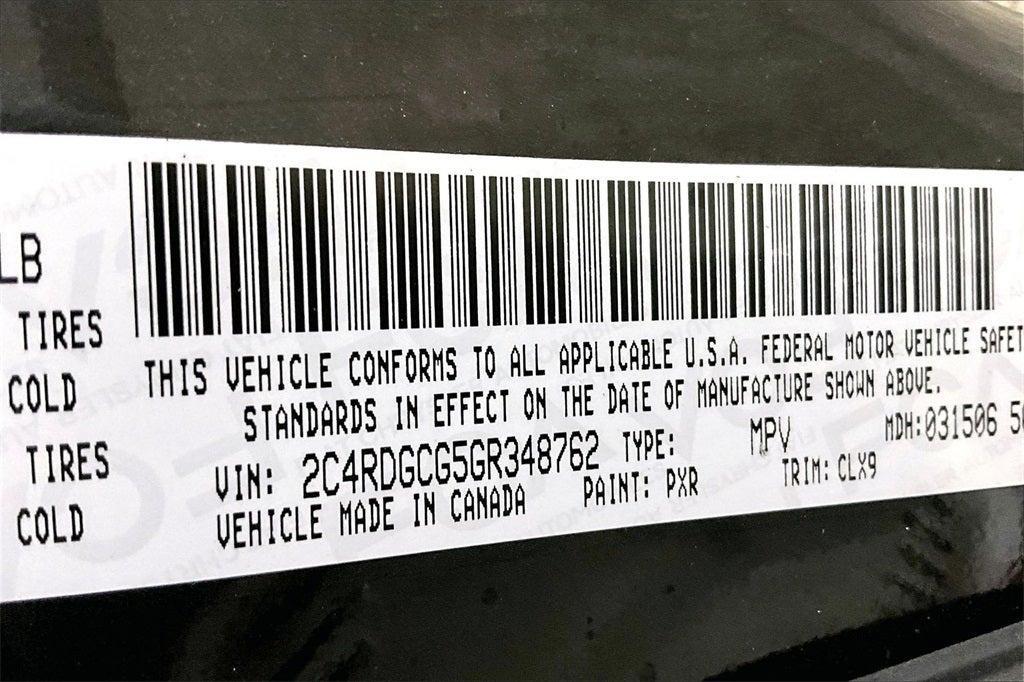 LB
TIRES
COLD
TIRES
COLD
THIS VEHICLE CONFORMS TO ALL APPLICABLE U.S.A. FEDERAL MOTOR VEHICLE SAFET
STANDARDS IN EFFECT ON THE DATE OF MANUFACTURE SHOWN ABOVE.
VIN: 2C4RDGCG5GR348762 TYPE: MPV MDH:031506 5
VEHICLE MADE IN CANADA PAINT: PXR TRIM: CLX9